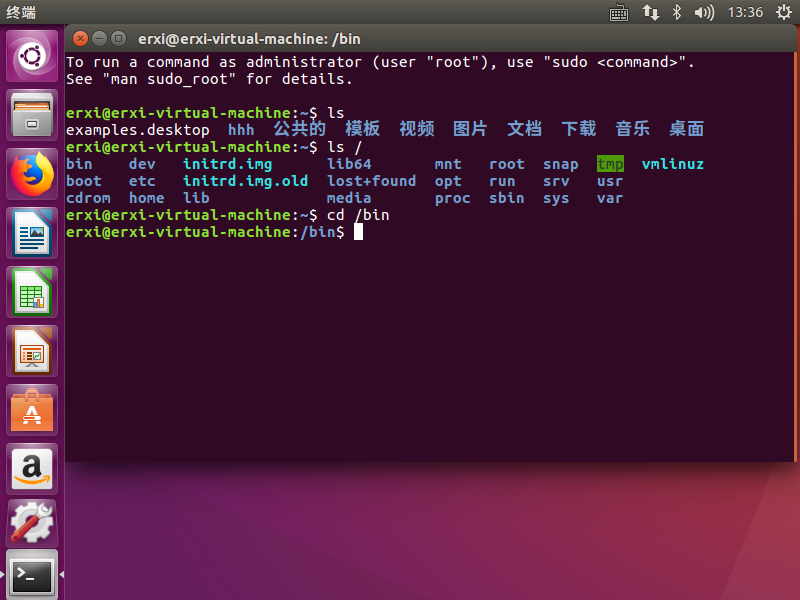 终端
13:36
erxi@erxi-virtual-machine: /bin
To run a command as administrator (user "root"), use "sudo <command>".
See "man sudo_root" for details.
erxi@erxi-virtual-machine:~$ ls
examples.desktop hhh 公共的 模板 视频 图片 文档 下载 音乐 桌面
erxi@erxi-virtual-machine:~$ ls /
bin dev initrd.img lib64 mnt root snap tmp vmlinuz
boot etc initrd.img.old lost+found opt run srv usr
cdrom home lib media proc sbin sys var
erxi@erxi-virtual-machine:~$ cd /bin
erxi@erxi-virtual-machine:/bin$